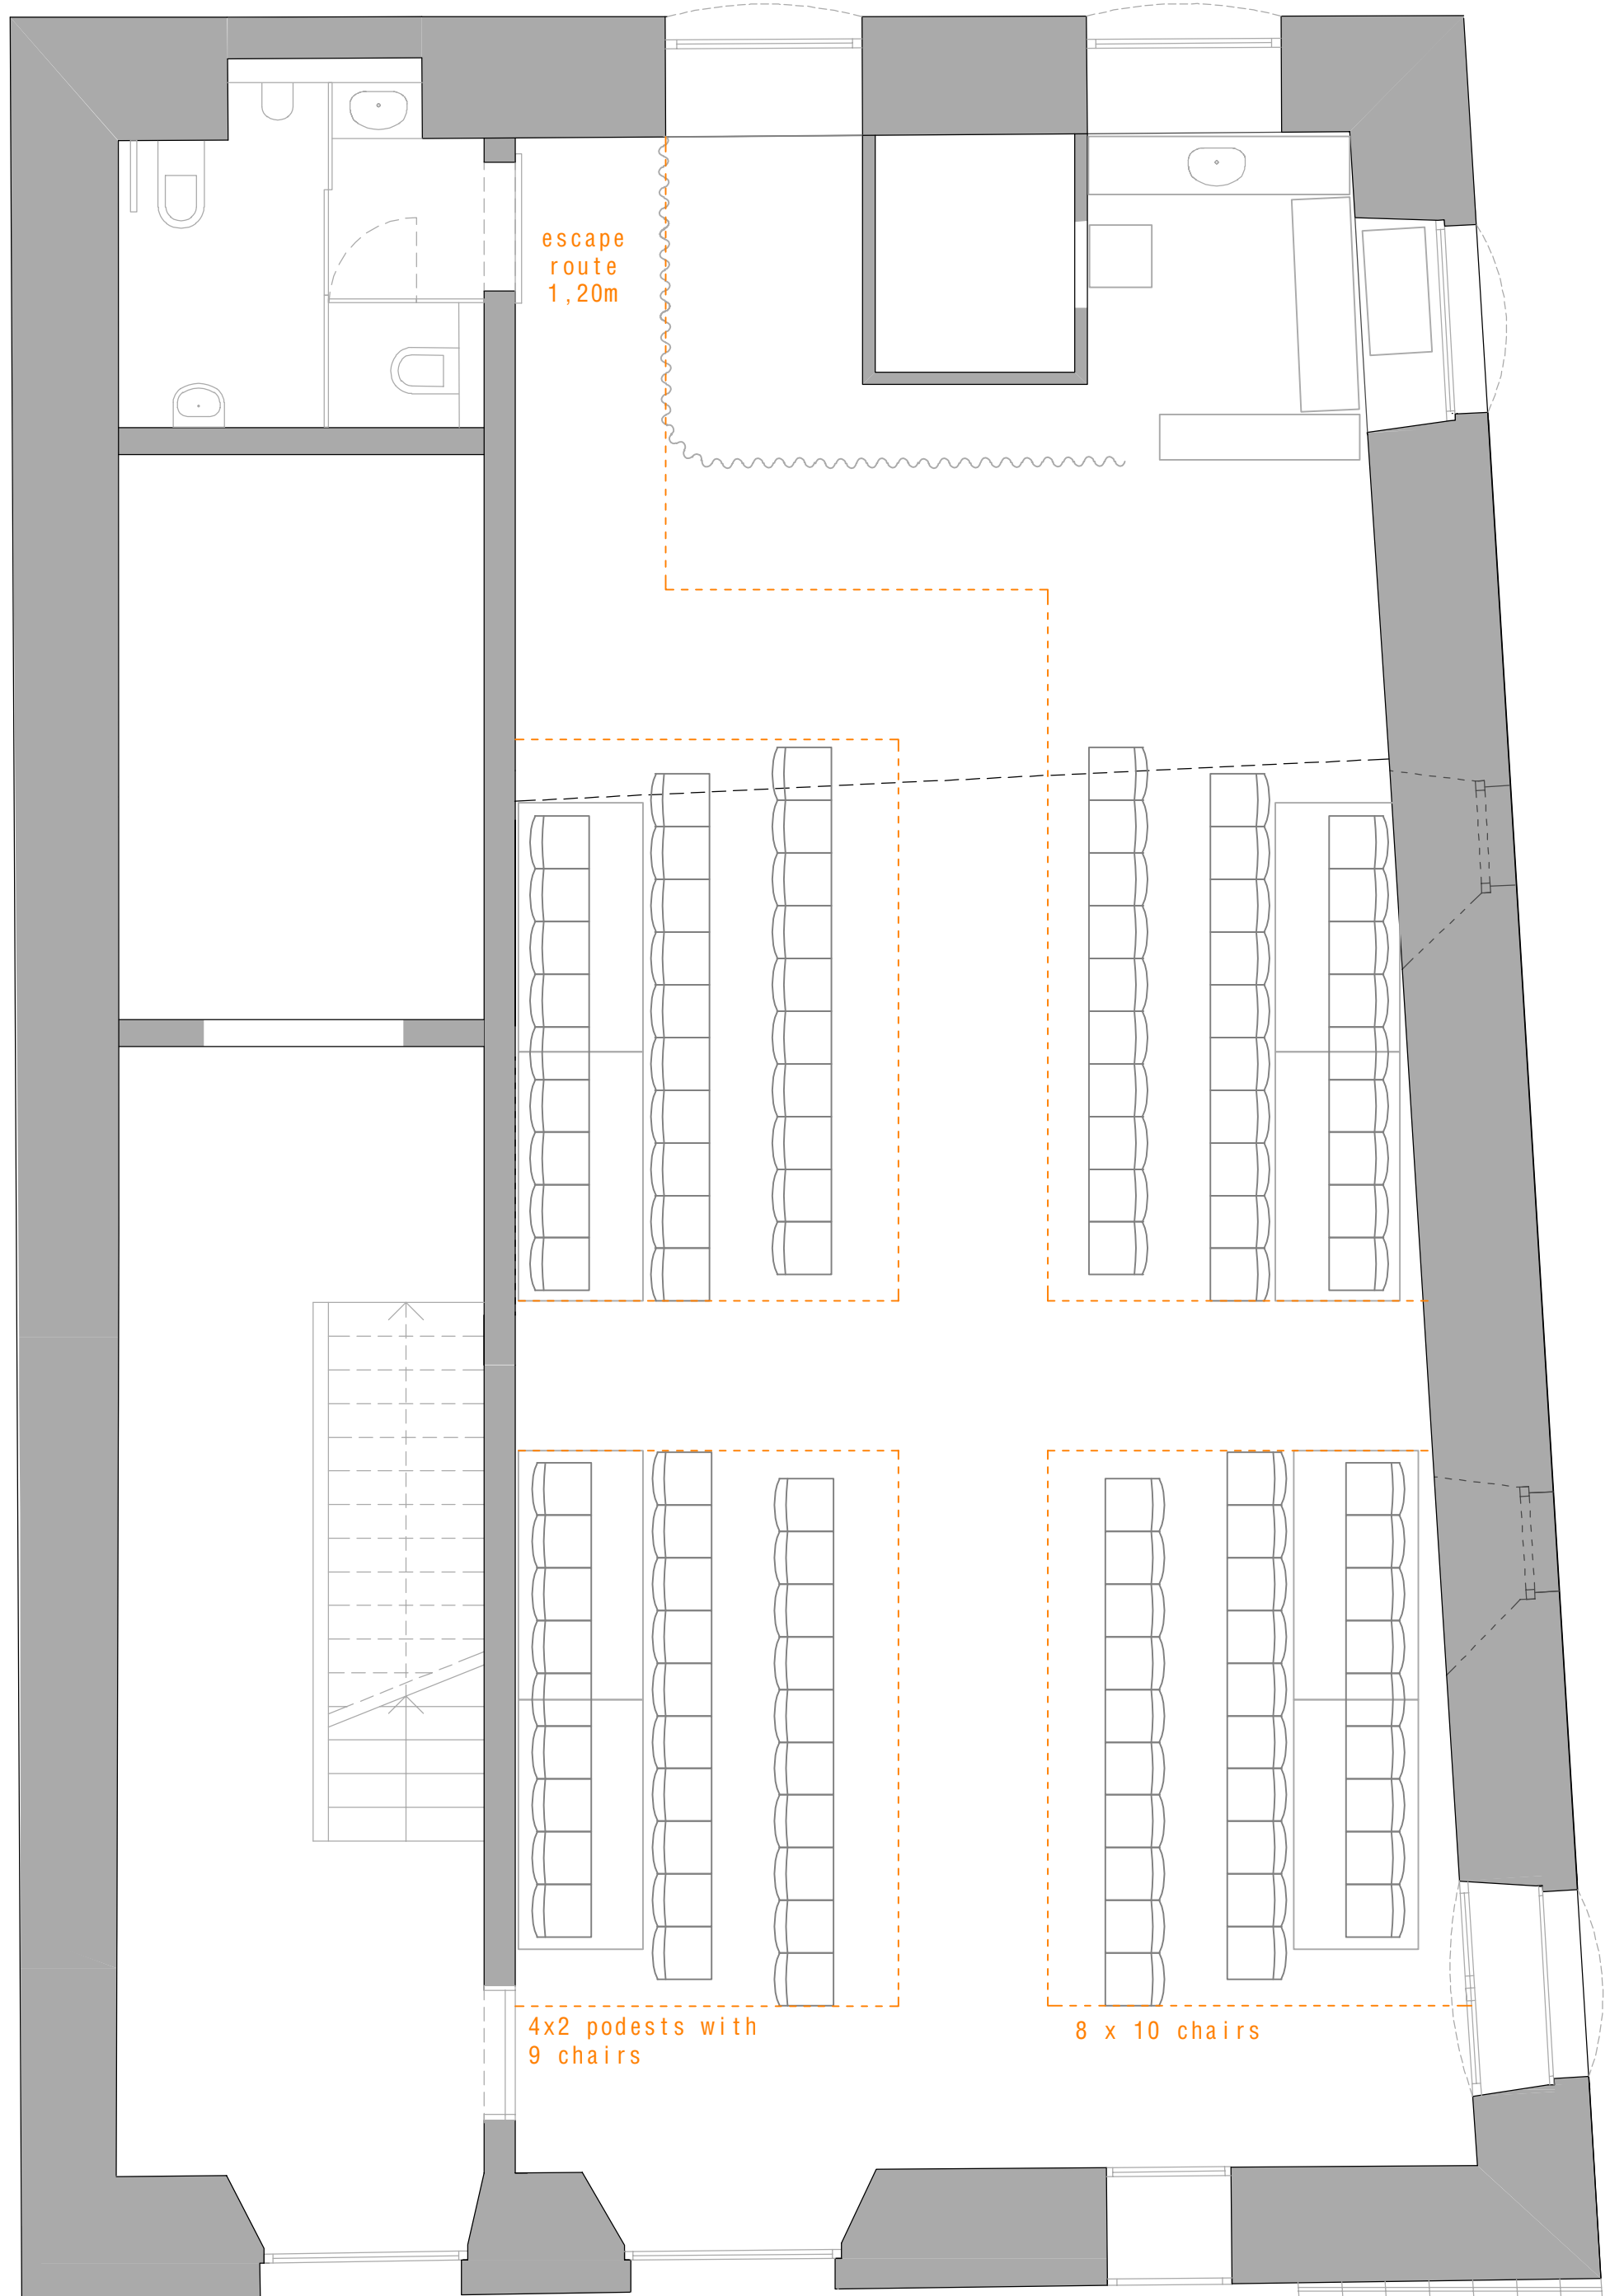 escape
route
1,20m
4x2 podests with
9 chairs
8 x 10 chairs